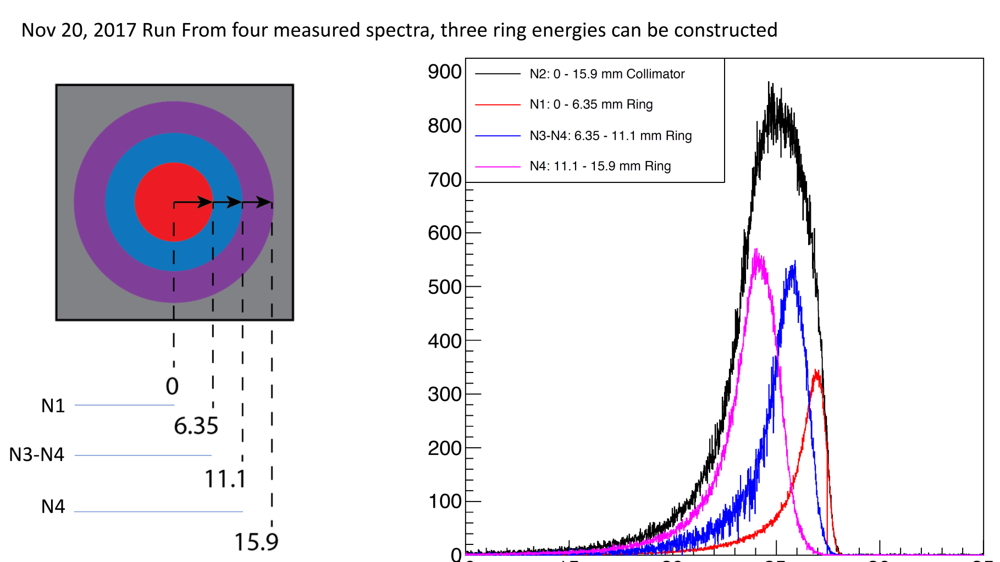 Nov 20, 2017 Run From four measured spectra, three ring energies can be constructed
900
800
700
600
500
400
300
200
100
0
N2: 0 - 15.9 mm Collimator
N1: 0 - 6.35 mm Ring
N3-N4: 6.35 - 11.1 mm Ring
N4: 11.1 - 15.9 mm Ring
0
N1
6.35
N3-N4
11.1
N4
15.9